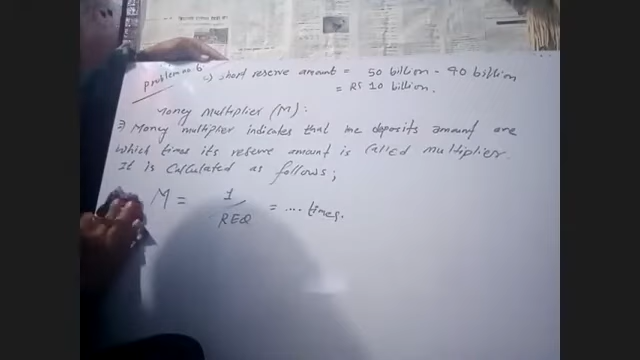 Problem no 6
c) Short reserve amount = 50 billion - 40 billion
= RS 10 billion.
Money Multiplier (M):
⇒ Money multiplier indicates that the deposits amount are
which times its reserve amount is called multiplier.
It is calculated as follows;
M = 1 / REQ = .... times.